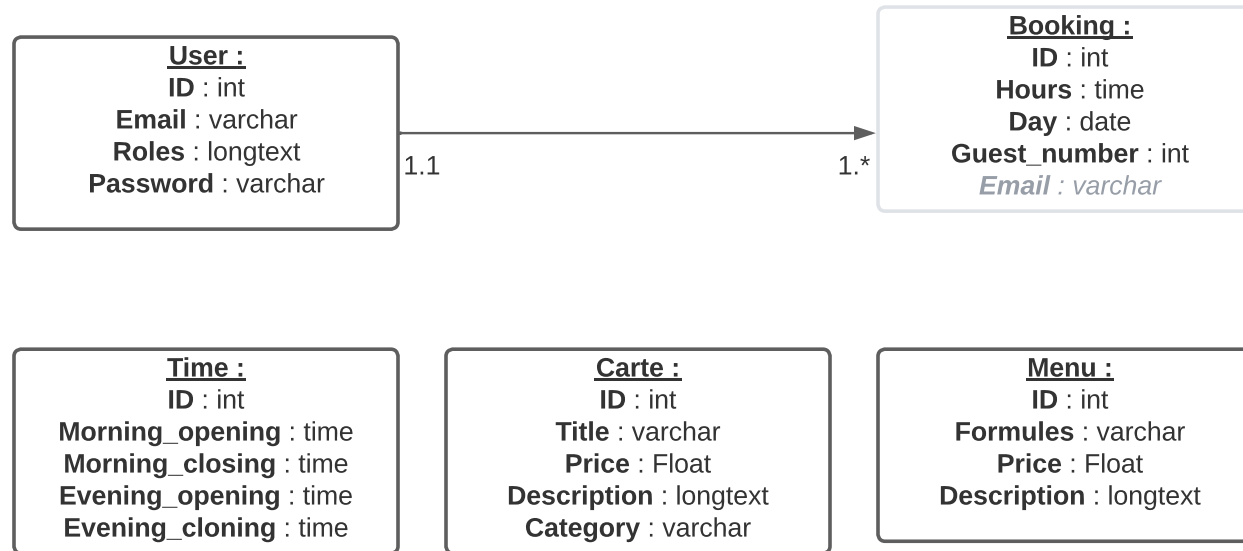 User :
ID : int
Email : varchar
Roles : longtext
Password : varchar
1.1
1.*
Booking :
ID : int
Hours : time
Day : date
Guest_number : int
Email : varchar
Time :
ID : int
Morning_opening : time
Morning_closing : time
Evening_opening : time
Evening_cloning : time
Carte :
ID : int
Title : varchar
Price : Float
Description : longtext
Category : varchar
Menu :
ID : int
Formules : varchar
Price : Float
Description : longtext